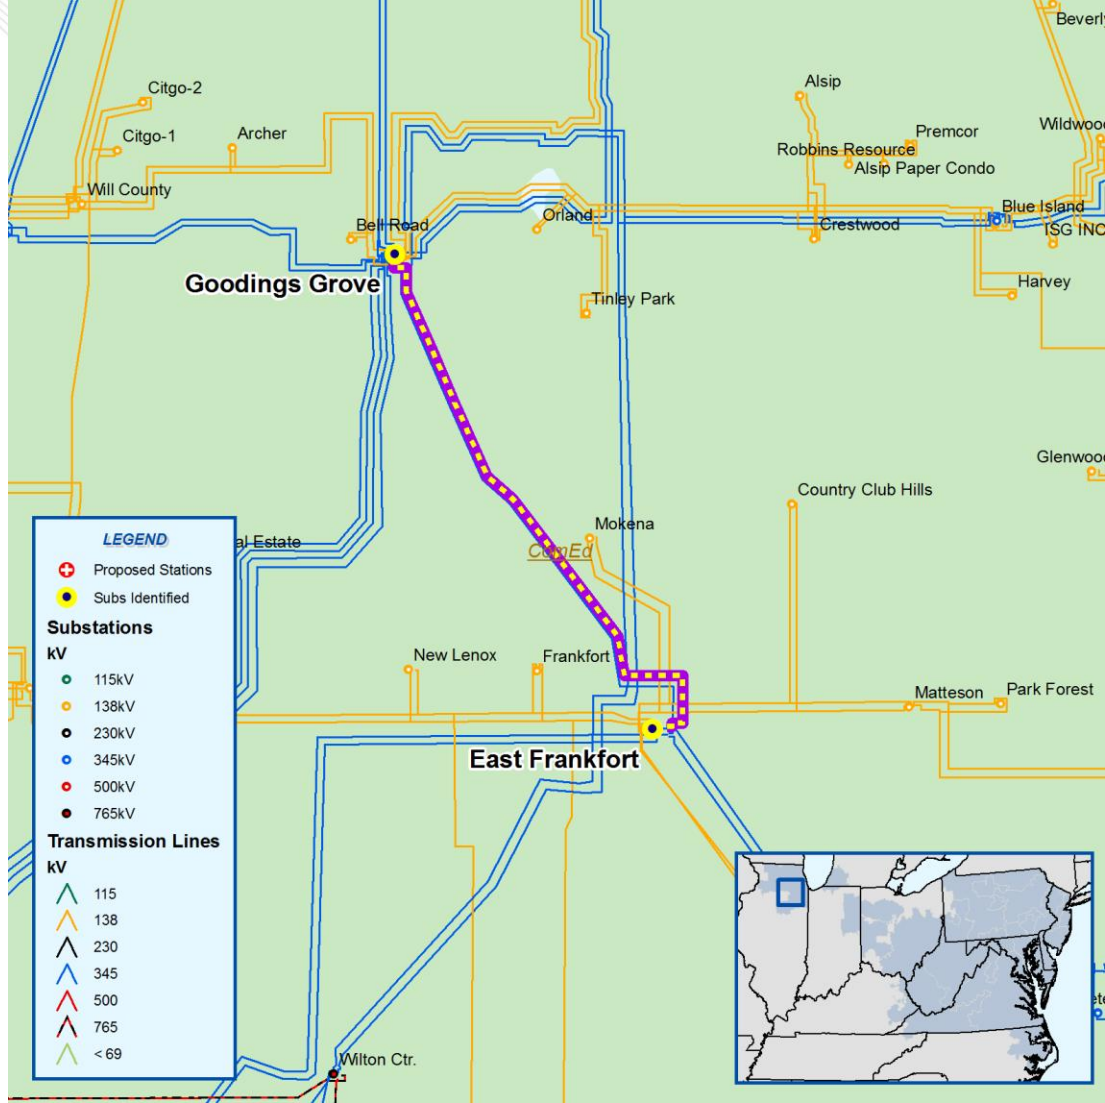 Beverly
Citgo-2
Alsip
Citgo-1
Archer
Premcor
Wildwood
Robbins Resource
Alsip Paper Condo
Will County
Blue Island
Bell Road
Orland
Crestwood
ISG INC
Goodings Grove
Harvey
Tinley Park
Glenwood
Country Club Hills
Mokena
al Estate
ComEd
New Lenox
Frankfort
Matteson
Park Forest
East Frankfort
LEGEND
Proposed Stations
Subs Identified
Substations
kV
115kV
138kV
230kV
345kV
500kV
765kV
Transmission Lines
kV
115
138
230
345
500
765
< 69
Wilton Ctr.